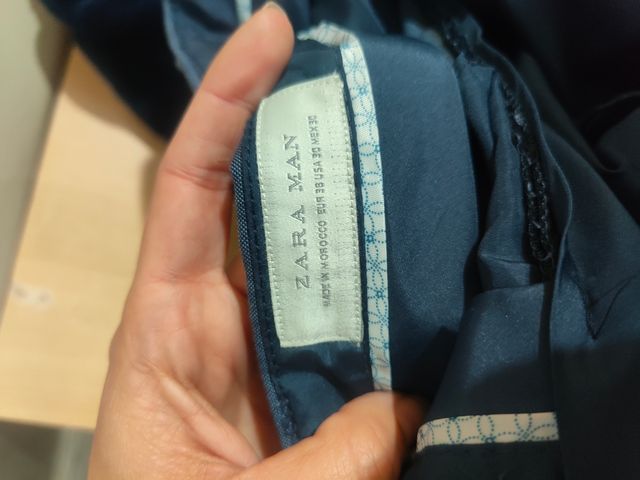 ZARA MAN
MADE IN MOROCCO EUR 38 USA 30 MEX 30